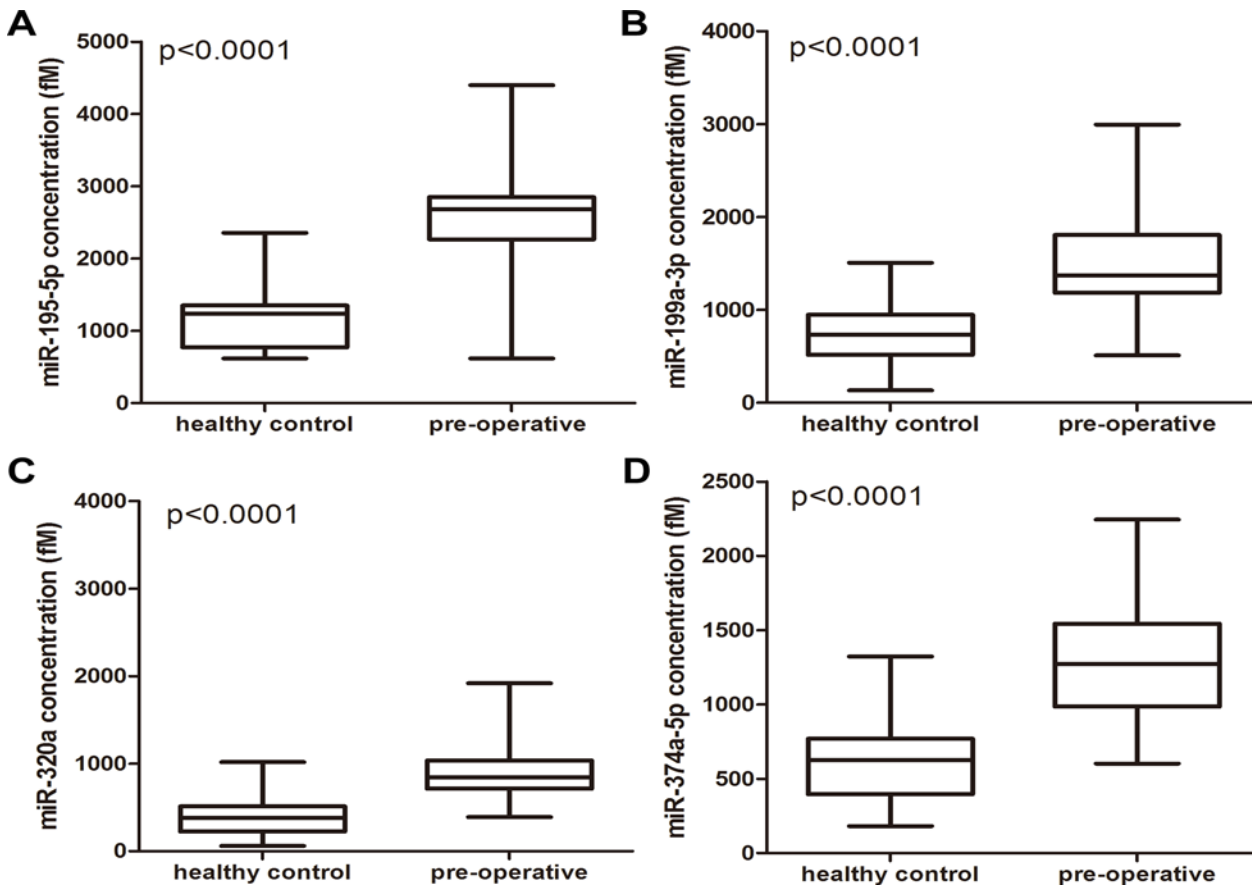 A
miR-195-5p concentration (fM)
5000
4000
3000
2000
1000
0
p<0.0001
healthy control
pre-operative
B
miR-199a-3p concentration (fM)
4000
3000
2000
1000
0
p<0.0001
healthy control
pre-operative
C
miR-320a concentration (fM)
4000
3000
2000
1000
0
p<0.0001
healthy control
pre-operative
D
miR-374a-5p concentration (fM)
2500
2000
1500
1000
500
0
p<0.0001
healthy control
pre-operative